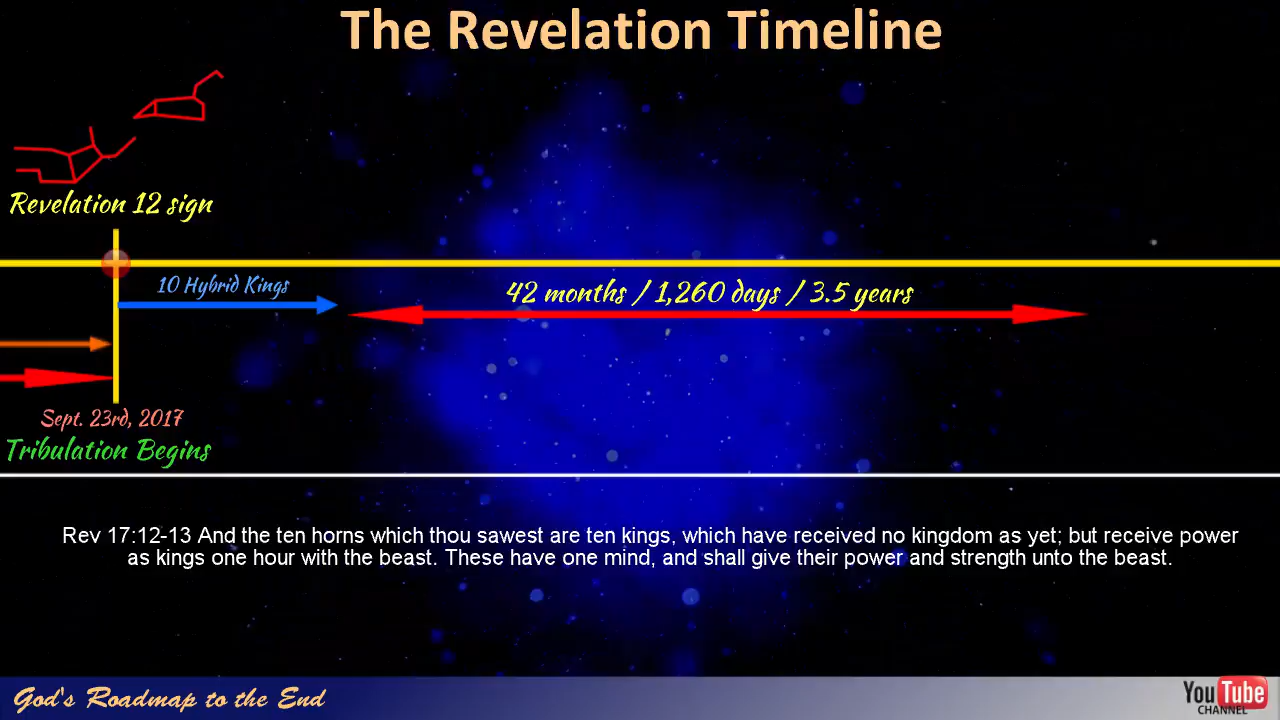 The Revelation Timeline
Revelation 12 sign
10 Hybrid Kings
42 months / 1,260 days / 3.5 years
Sept. 23rd, 2017
Tribulation Begins
Rev 17:12-13 And the ten horns which thou sawest are ten kings, which have received no kingdom as yet; but receive power
as kings one hour with the beast. These have one mind, and shall give their power and strength unto the beast.
God's Roadmap to the End
YouTube
CHANNEL